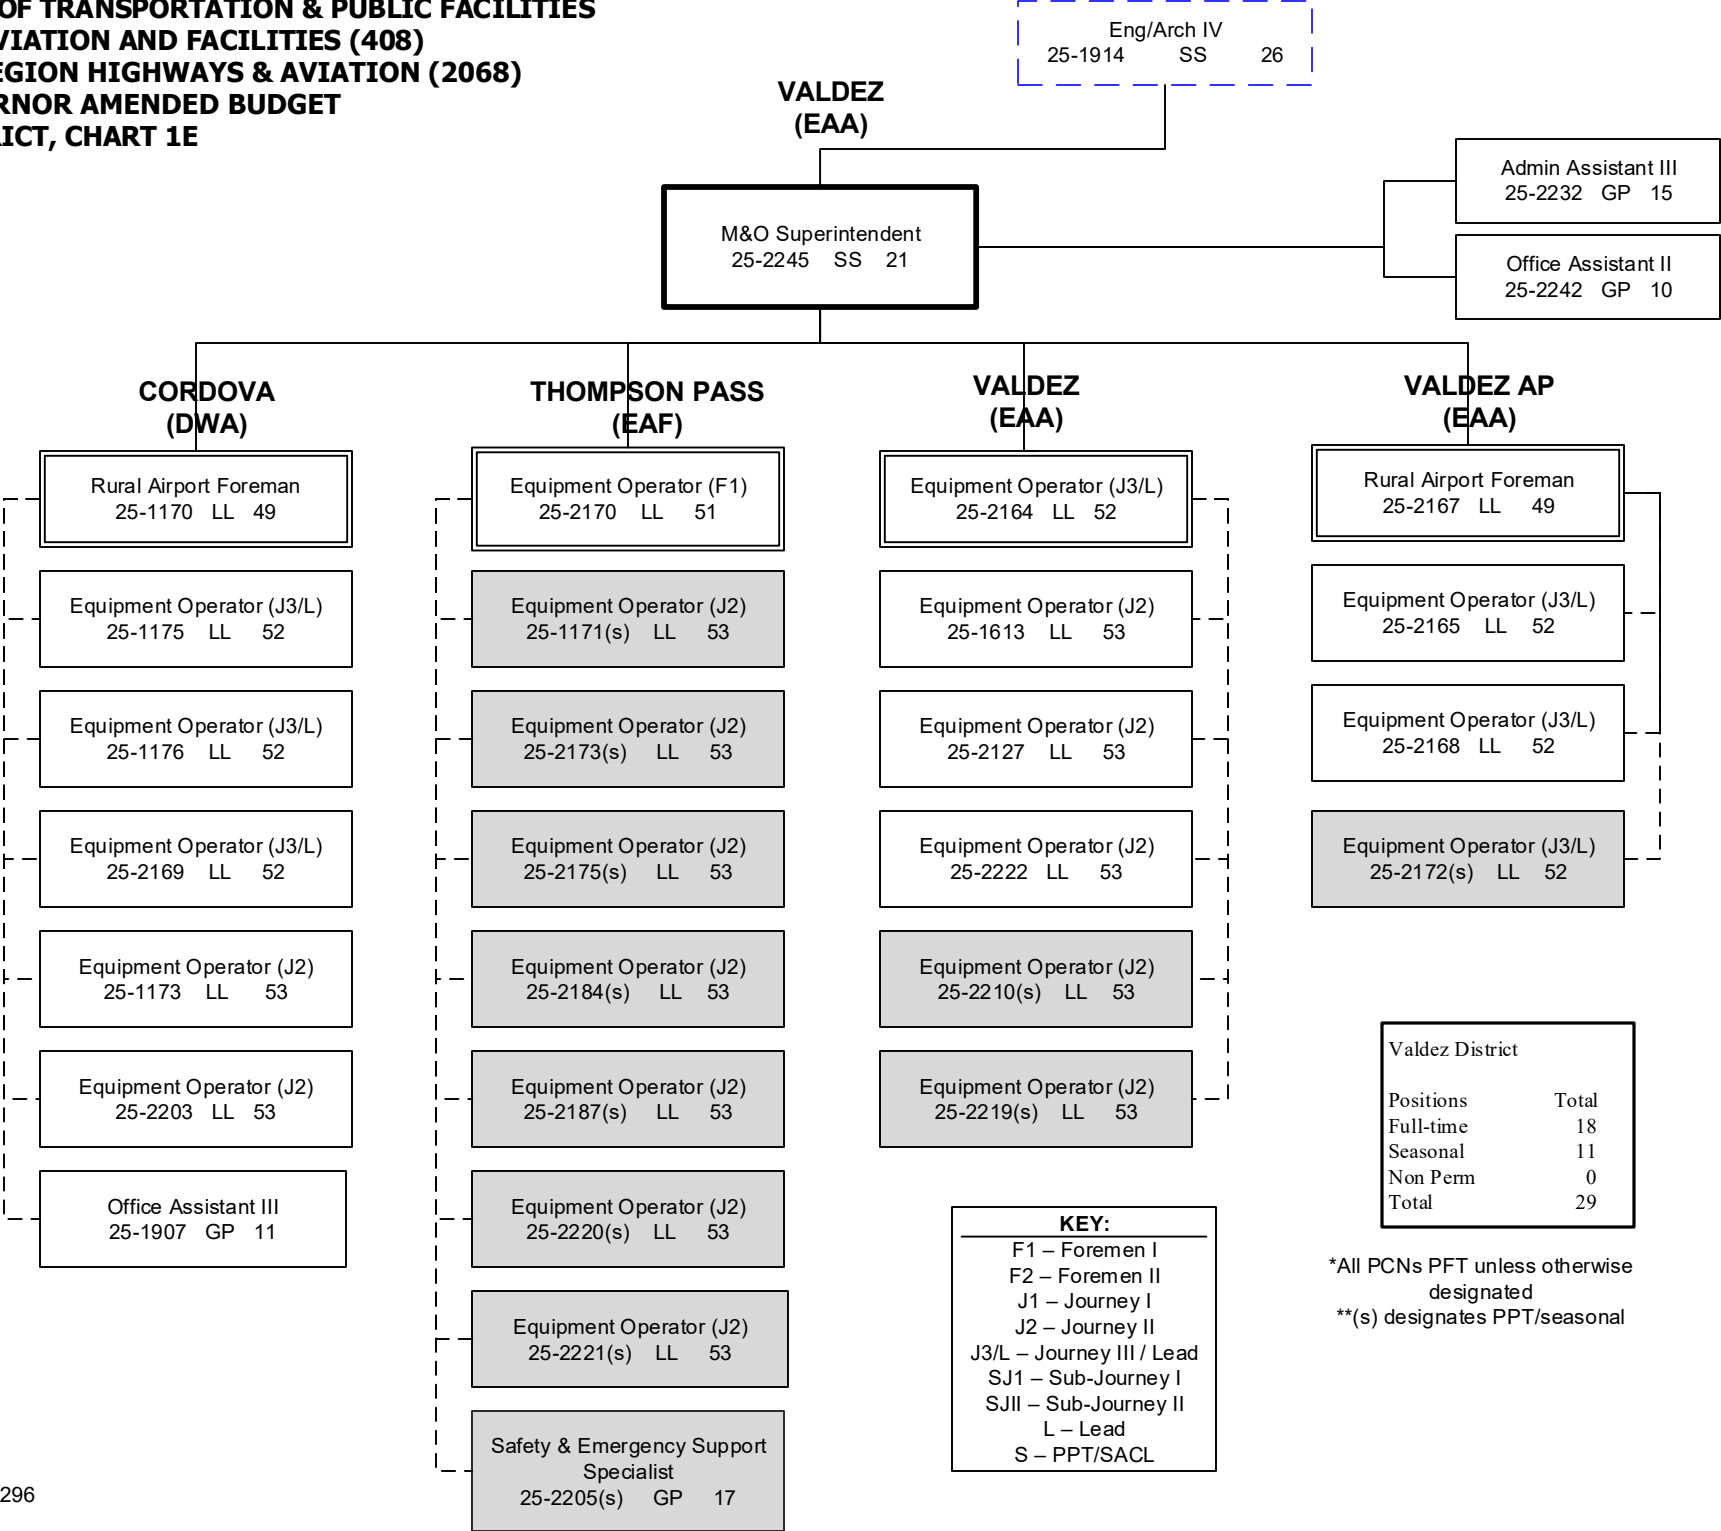 OF TRANSPORTATION & PUBLIC FACILITIES
VIATION AND FACILITIES (408)
EGION HIGHWAYS & AVIATION (2068)
RNOR AMENDED BUDGET
RICT, CHART 1E
Eng/Arch IV
25-1914 SS 26
VALDEZ
(EAA)
M&O Superintendent
25-2245 SS 21
Admin Assistant III
25-2232 GP 15
Office Assistant II
25-2242 GP 10
CORDOVA
(DWA)
Rural Airport Foreman
25-1170 LL 49
Equipment Operator (J3/L)
25-1175 LL 52
Equipment Operator (J3/L)
25-1176 LL 52
Equipment Operator (J3/L)
25-2169 LL 52
Equipment Operator (J2)
25-1173 LL 53
Equipment Operator (J2)
25-2203 LL 53
Office Assistant III
25-1907 GP 11
THOMPSON PASS
(EAF)
Equipment Operator (F1)
25-2170 LL 51
Equipment Operator (J2)
25-1171(s) LL 53
Equipment Operator (J2)
25-2173(s) LL 53
Equipment Operator (J2)
25-2175(s) LL 53
Equipment Operator (J2)
25-2184(s) LL 53
Equipment Operator (J2)
25-2187(s) LL 53
Equipment Operator (J2)
25-2220(s) LL 53
Equipment Operator (J2)
25-2221(s) LL 53
Safety & Emergency Support
Specialist
25-2205(s) GP 17
VALDEZ
(EAA)
Equipment Operator (J3/L)
25-2164 LL 52
Equipment Operator (J2)
25-1613 LL 53
Equipment Operator (J2)
25-2127 LL 53
Equipment Operator (J2)
25-2222 LL 53
Equipment Operator (J2)
25-2210(s) LL 53
Equipment Operator (J2)
25-2219(s) LL 53
VALDEZ AP
(EAA)
Rural Airport Foreman
25-2167 LL 49
Equipment Operator (J3/L)
25-2165 LL 52
Equipment Operator (J3/L)
25-2168 LL 52
Equipment Operator (J3/L)
25-2172(s) LL 52
Valdez District
Positions Total
Full-time 18
Seasonal 11
Non Perm 0
Total 29
*All PCNs PFT unless otherwise
designated
**(s) designates PPT/seasonal
KEY:
F1 – Foremen I
F2 – Foremen II
J1 – Journey I
J2 – Journey II
J3/L – Journey III / Lead
SJ1 – Sub-Journey I
SJII – Sub-Journey II
L – Lead
S – PPT/SACL
296